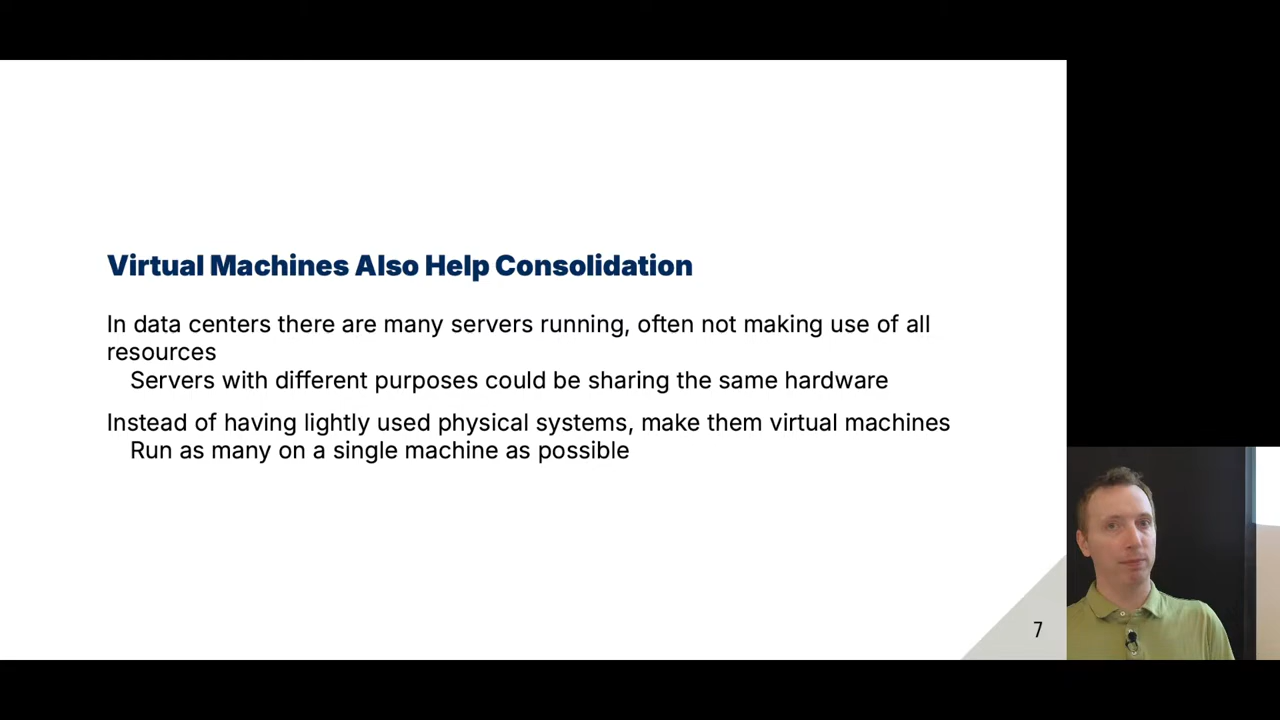 Virtual Machines Also Help Consolidation
In data centers there are many servers running, often not making use of all
resources
Servers with different purposes could be sharing the same hardware
Instead of having lightly used physical systems, make them virtual machines
Run as many on a single machine as possible
7